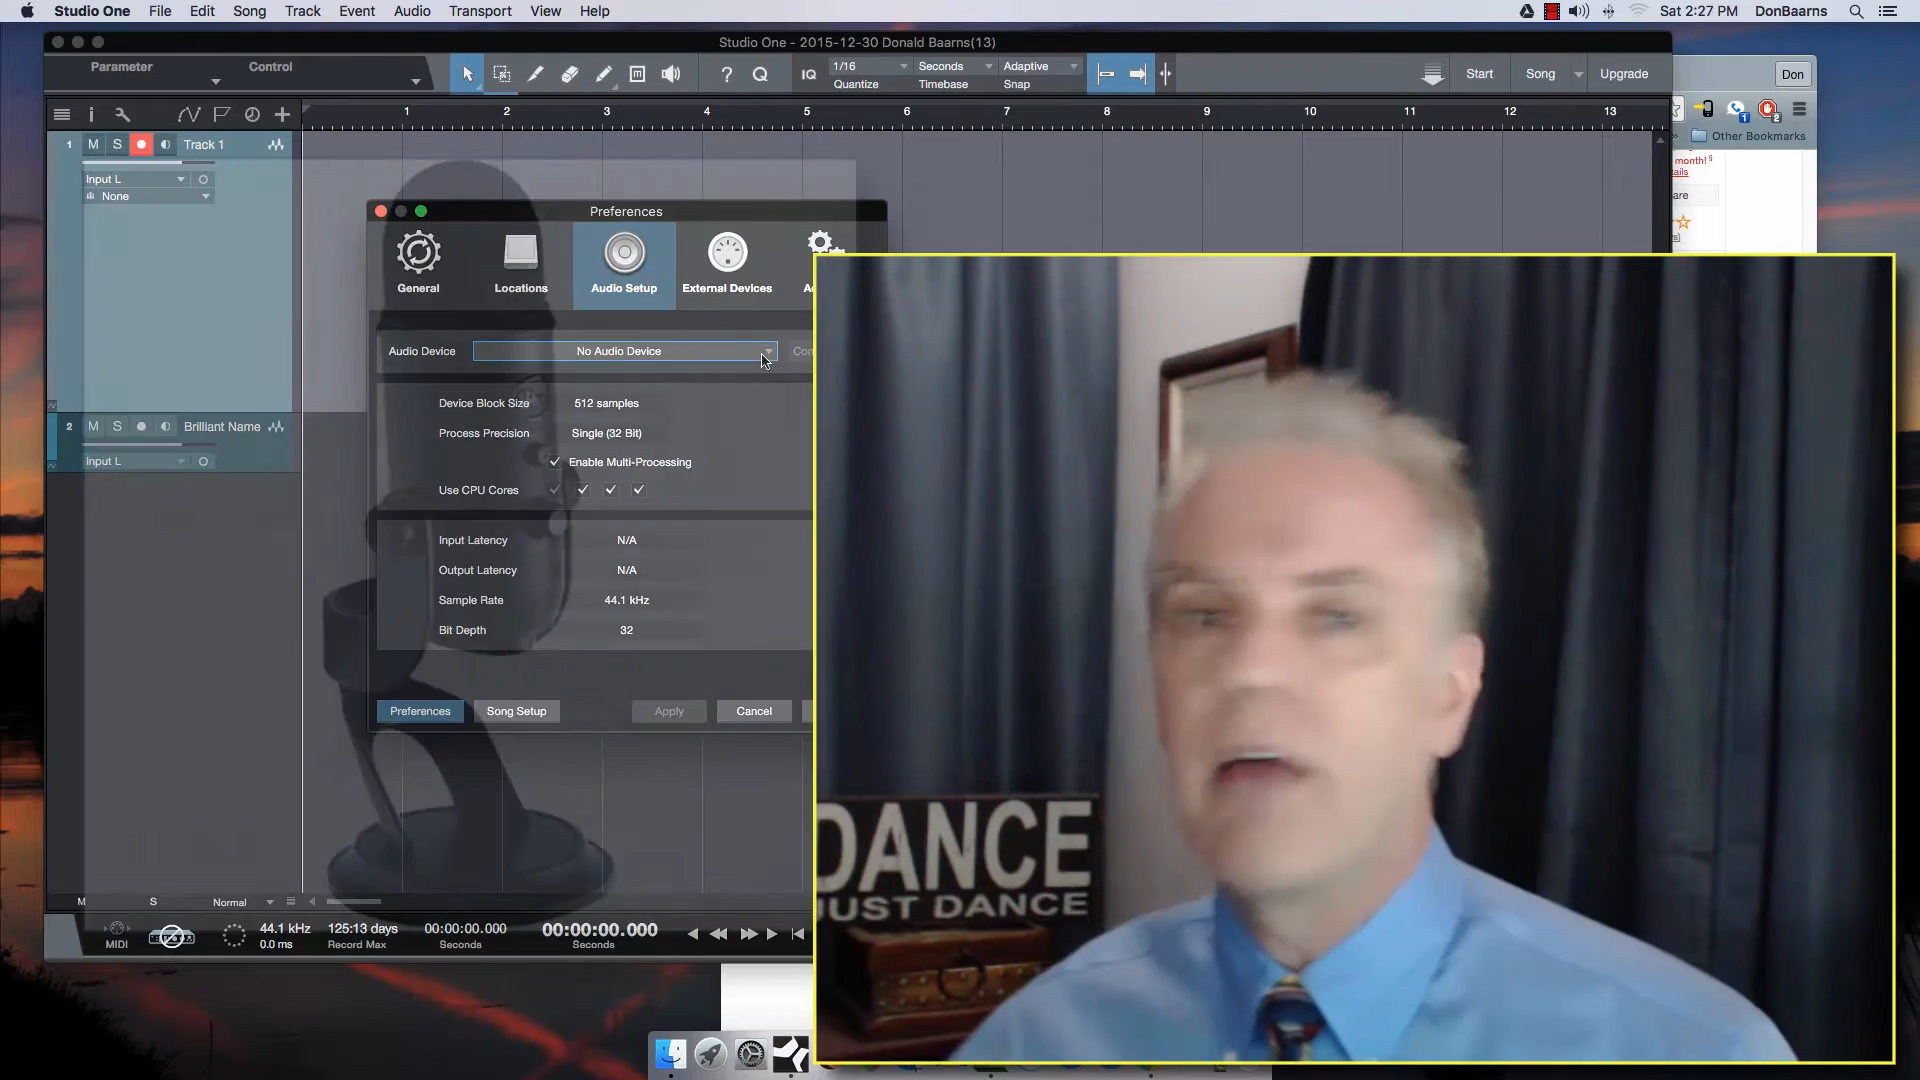 Studio One File Edit Song Track Event Audio Transport View Help
Sat 2:27 PM DonBaarns
Studio One - 2015-12-30 Donald Baarns(13)
Parameter Control
1/16 Seconds Adaptive
IQ Quantize Timebase Snap
Start Song Upgrade
Don
1 2 3 4 5 6 7 8 9 10 11 12 13
1 2
Other Bookmarks
1 M S Track 1
month! §
Input L
None
Preferences
General Locations Audio Setup External Devices
Audio Device No Audio Device
Device Block Size 512 samples
2 M S Brilliant Name
Process Precision Single (32 Bit)
Input L
Enable Multi-Processing
Use CPU Cores
Input Latency N/A
Output Latency N/A
Sample Rate 44.1 kHz
Bit Depth 32
Preferences Song Setup Apply Cancel
DANCE
JUST DANCE
M S Normal
44.1 kHz 125:13 days 00:00:00.000 00:00:00.000
MIDI 0.0 ms Record Max Seconds Seconds